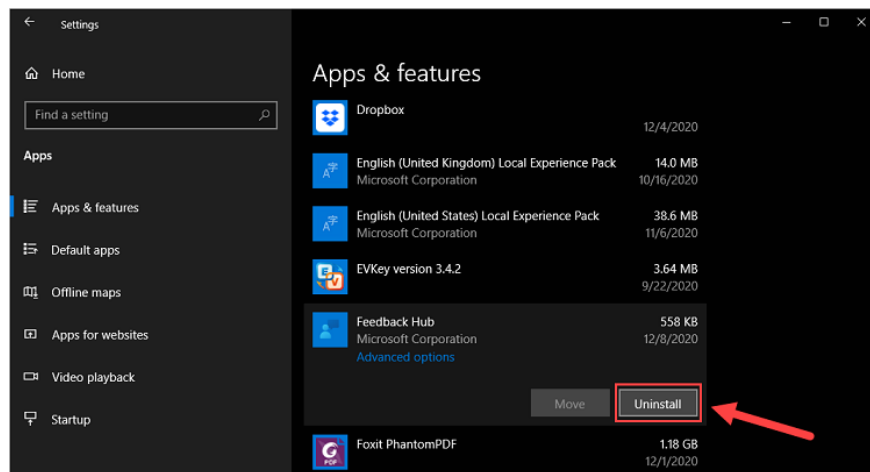 Settings
Home
Find a setting
Apps
Apps & features
Default apps
Offline maps
Apps for websites
Video playback
Startup
Apps & features
Dropbox
12/4/2020
English (United Kingdom) Local Experience Pack 14.0 MB
Microsoft Corporation 10/16/2020
English (United States) Local Experience Pack 38.6 MB
Microsoft Corporation 11/6/2020
EVKey version 3.4.2 3.64 MB
9/22/2020
Feedback Hub 558 KB
Microsoft Corporation 12/8/2020
Advanced options
Move Uninstall
Foxit PhantomPDF 1.18 GB
12/1/2020